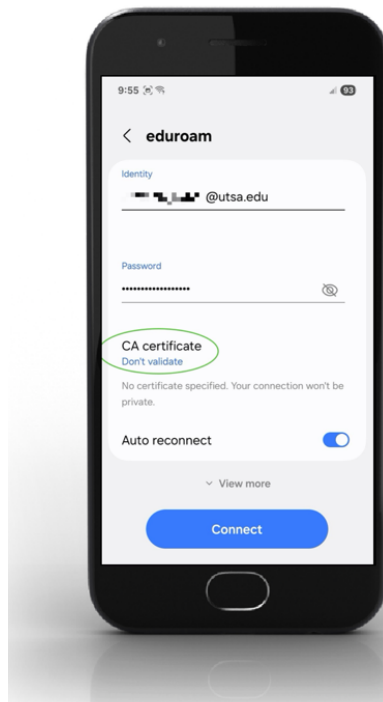 9:55
93
eduroam
Identity
@utsa.edu
Password
CA certificate
Don't validate
No certificate specified. Your connection won't be
private.
Auto reconnect
View more
Connect